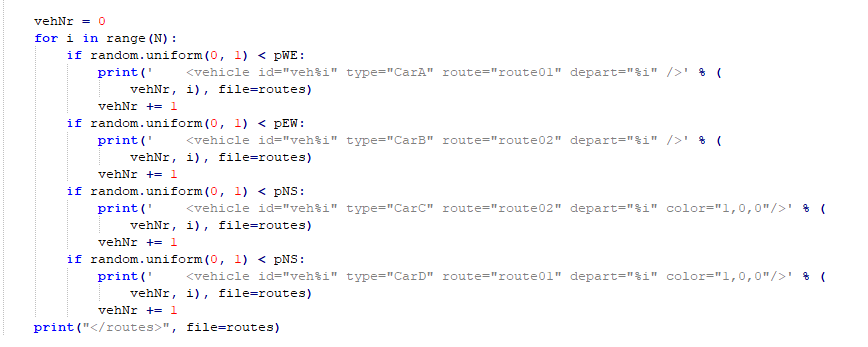 vehNr = 0
for i in range(N):
    if random.uniform(0, 1) < pWE:
        print('    <vehicle id="veh%i" type="CarA" route="route01" depart="%i" />' % (
            vehNr, i), file=routes)
        vehNr += 1
    if random.uniform(0, 1) < pEW:
        print('    <vehicle id="veh%i" type="CarB" route="route02" depart="%i" />' % (
            vehNr, i), file=routes)
        vehNr += 1
    if random.uniform(0, 1) < pNS:
        print('    <vehicle id="veh%i" type="CarC" route="route02" depart="%i" color="1,0,0"/>' % (
            vehNr, i), file=routes)
        vehNr += 1
    if random.uniform(0, 1) < pNS:
        print('    <vehicle id="veh%i" type="CarD" route="route01" depart="%i" color="1,0,0"/>' % (
            vehNr, i), file=routes)
        vehNr += 1
print("</routes>", file=routes)